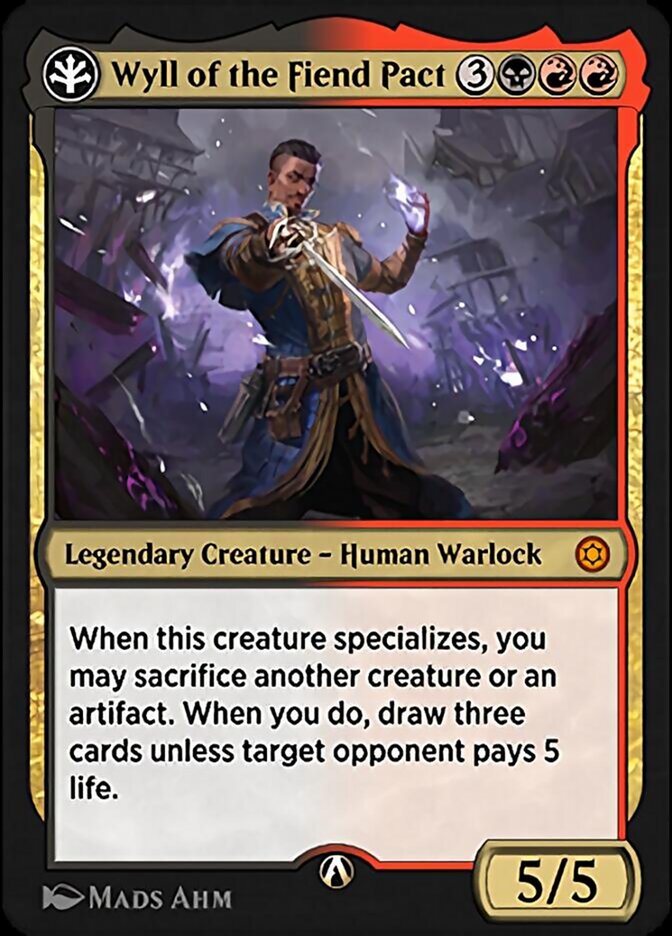 Wyll of the Fiend Pact 3
Legendary Creature – Human Warlock
When this creature specializes, you
may sacrifice another creature or an
artifact. When you do, draw three
cards unless target opponent pays 5
life.
5/5
Mads Ahm